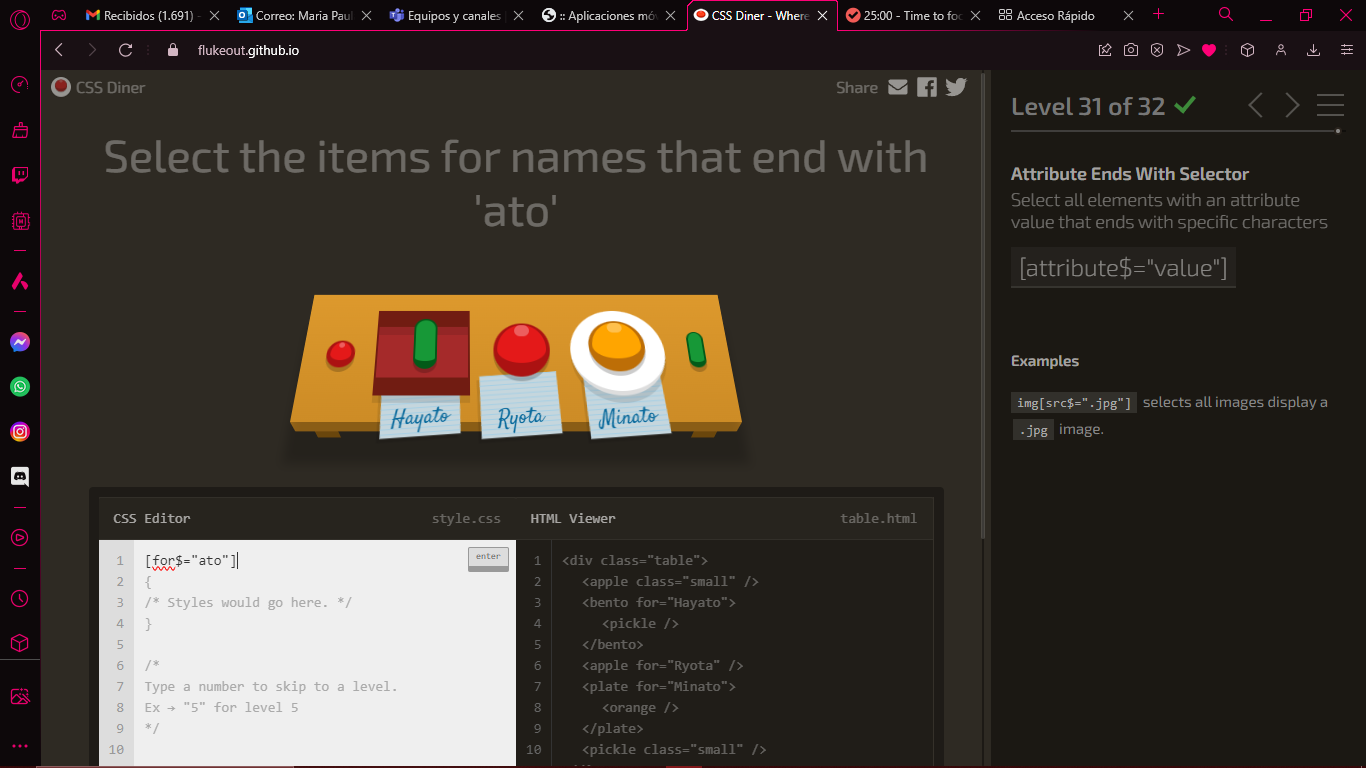 Recibidos (1.691) -
Correo: Maria Paul
Equipos y canales
:: Aplicaciones mó
CSS Diner - Where
25:00 - Time to foc
Acceso Rápido
flukeout.github.io
CSS Diner
Share
Select the items for names that end with
'ato'
Hayato
Ryota
Minato
CSS Editor
style.css
HTML Viewer
table.html
enter
1 [for$="ato"]
2 {
3 /* Styles would go here. */
4 }
5
6 /*
7 Type a number to skip to a level.
8 Ex → "5" for level 5
9 */
10
1 <div class="table">
2 <apple class="small" />
3 <bento for="Hayato">
4 <pickle />
5 </bento>
6 <apple for="Ryota" />
7 <plate for="Minato">
8 <orange />
9 </plate>
10 <pickle class="small" />
Level 31 of 32
Attribute Ends With Selector
Select all elements with an attribute
value that ends with specific characters
[attribute$="value"]
Examples
img[src$=".jpg"] selects all images display a
.jpg image.